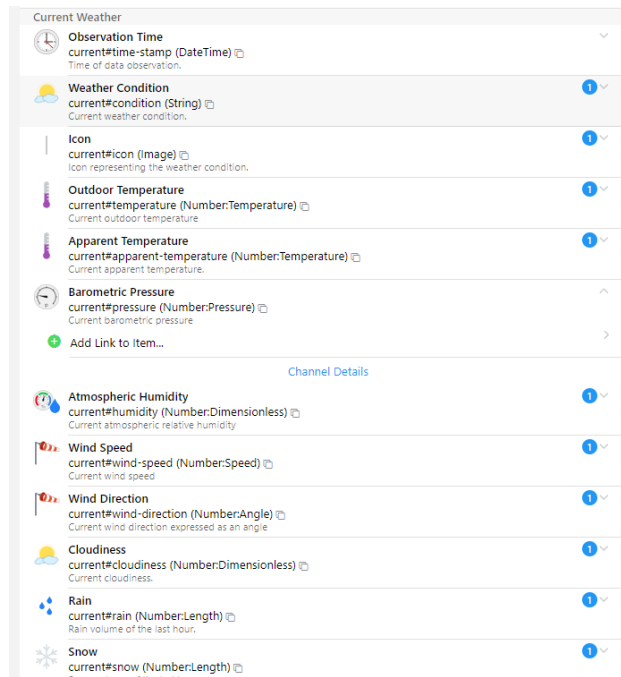 Current Weather
Observation Time
current#time-stamp (DateTime)
Time of data observation.
Weather Condition
1
current#condition (String)
Current weather condition.
Icon
1
current#icon (Image)
Icon representing the weather condition.
Outdoor Temperature
1
current#temperature (Number:Temperature)
Current outdoor temperature
Apparent Temperature
1
current#apparent-temperature (Number:Temperature)
Current apparent temperature.
Barometric Pressure
current#pressure (Number:Pressure)
Current barometric pressure
Add Link to Item...
Channel Details
Atmospheric Humidity
1
current#humidity (Number:Dimensionless)
Current atmospheric relative humidity
Wind Speed
1
current#wind-speed (Number:Speed)
Current wind speed
Wind Direction
1
current#wind-direction (Number:Angle)
Current wind direction expressed as an angle
Cloudiness
1
current#cloudiness (Number:Dimensionless)
Current cloudiness.
Rain
1
current#rain (Number:Length)
Rain volume of the last hour.
Snow
1
current#snow (Number:Length)